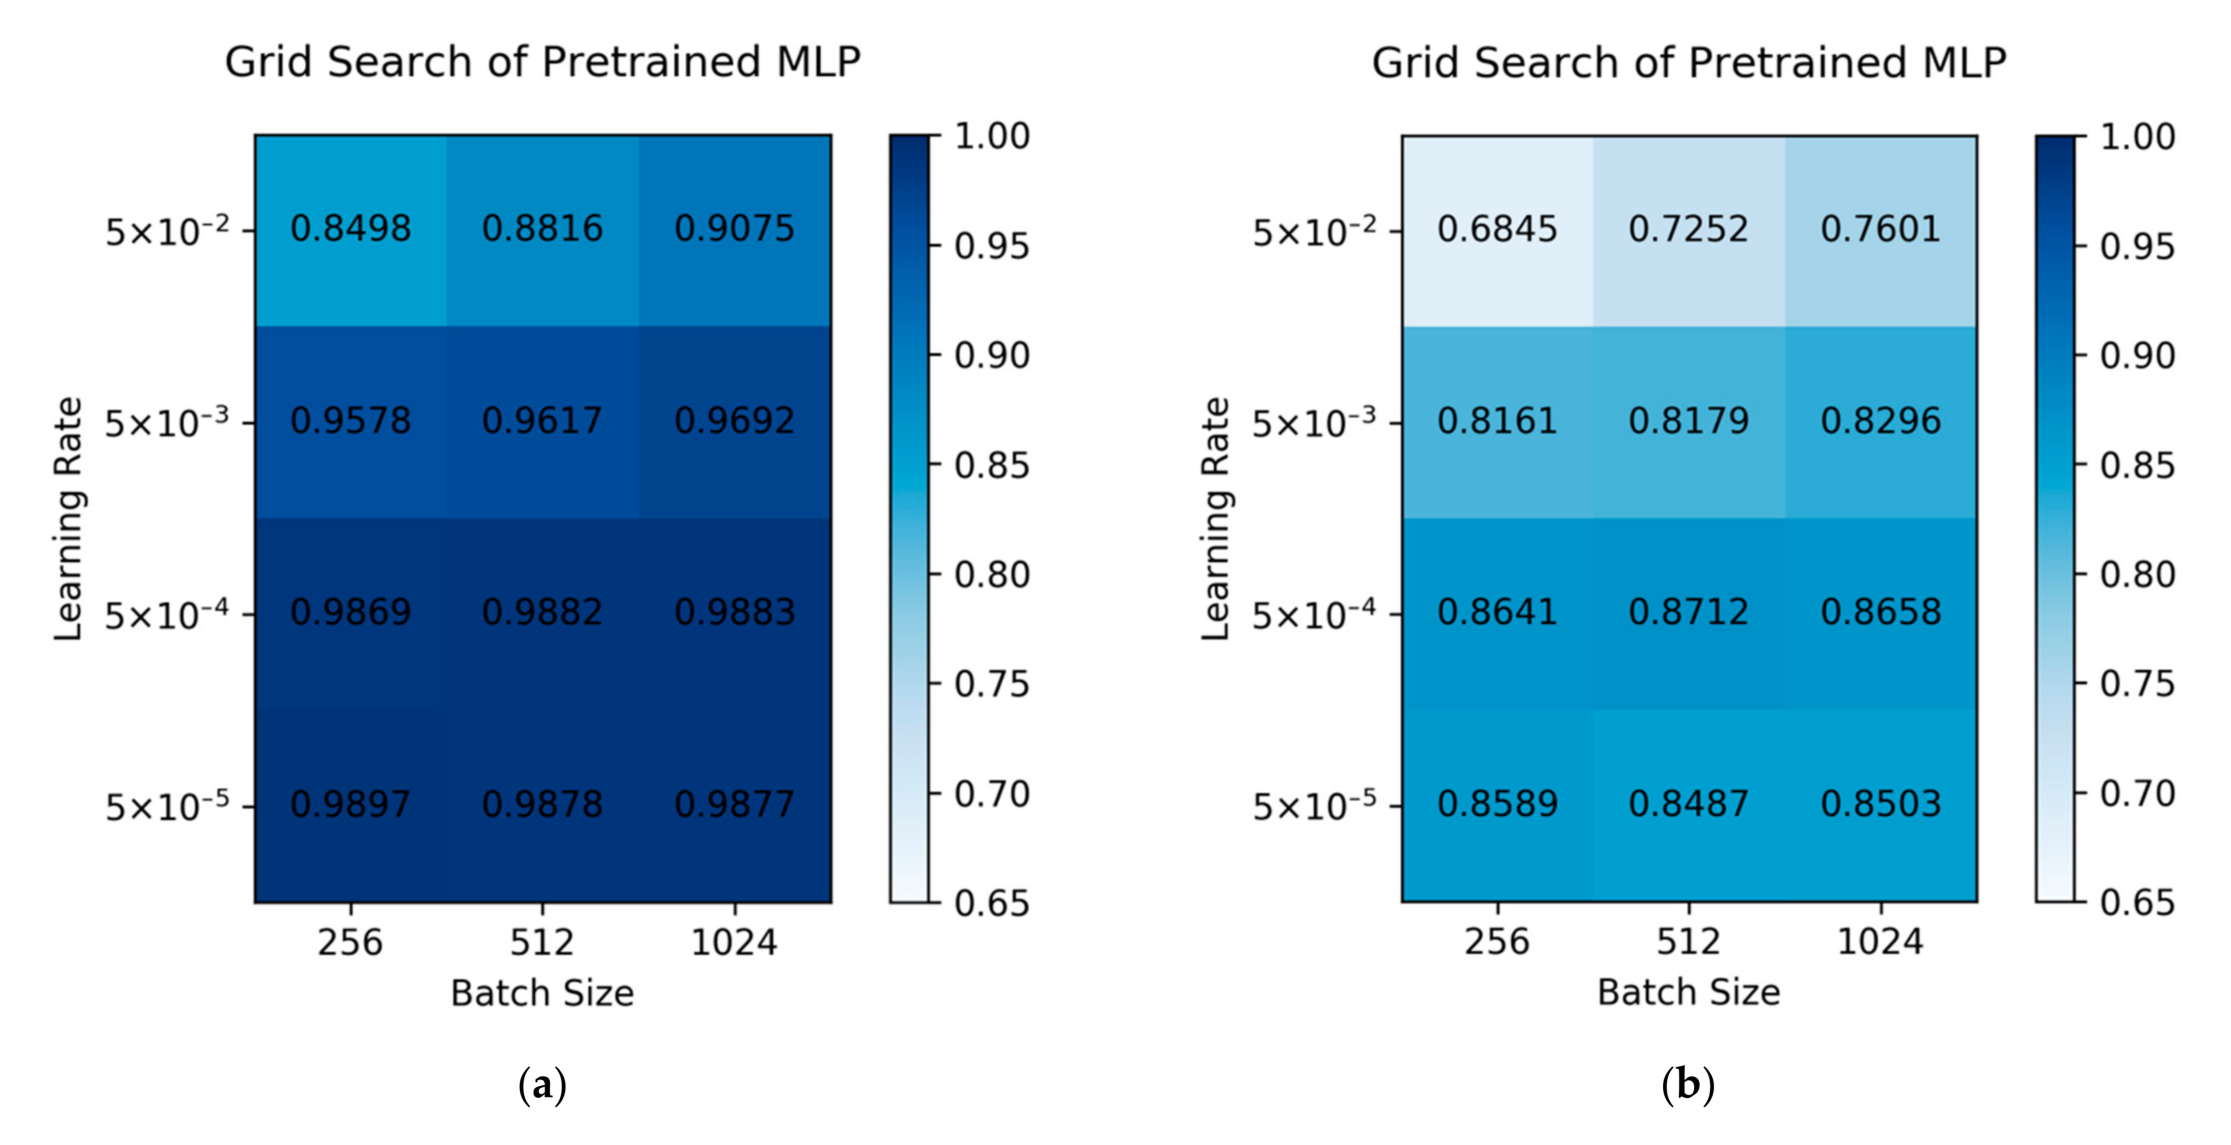 Grid Search of Pretrained MLP
Learning Rate
5×10⁻² 0.8498 0.8816 0.9075
5×10⁻³ 0.9578 0.9617 0.9692
5×10⁻⁴ 0.9869 0.9882 0.9883
5×10⁻⁵ 0.9897 0.9878 0.9877
256 512 1024
Batch Size
1.00
0.95
0.90
0.85
0.80
0.75
0.70
0.65
(a)
Grid Search of Pretrained MLP
Learning Rate
5×10⁻² 0.6845 0.7252 0.7601
5×10⁻³ 0.8161 0.8179 0.8296
5×10⁻⁴ 0.8641 0.8712 0.8658
5×10⁻⁵ 0.8589 0.8487 0.8503
256 512 1024
Batch Size
1.00
0.95
0.90
0.85
0.80
0.75
0.70
0.65
(b)